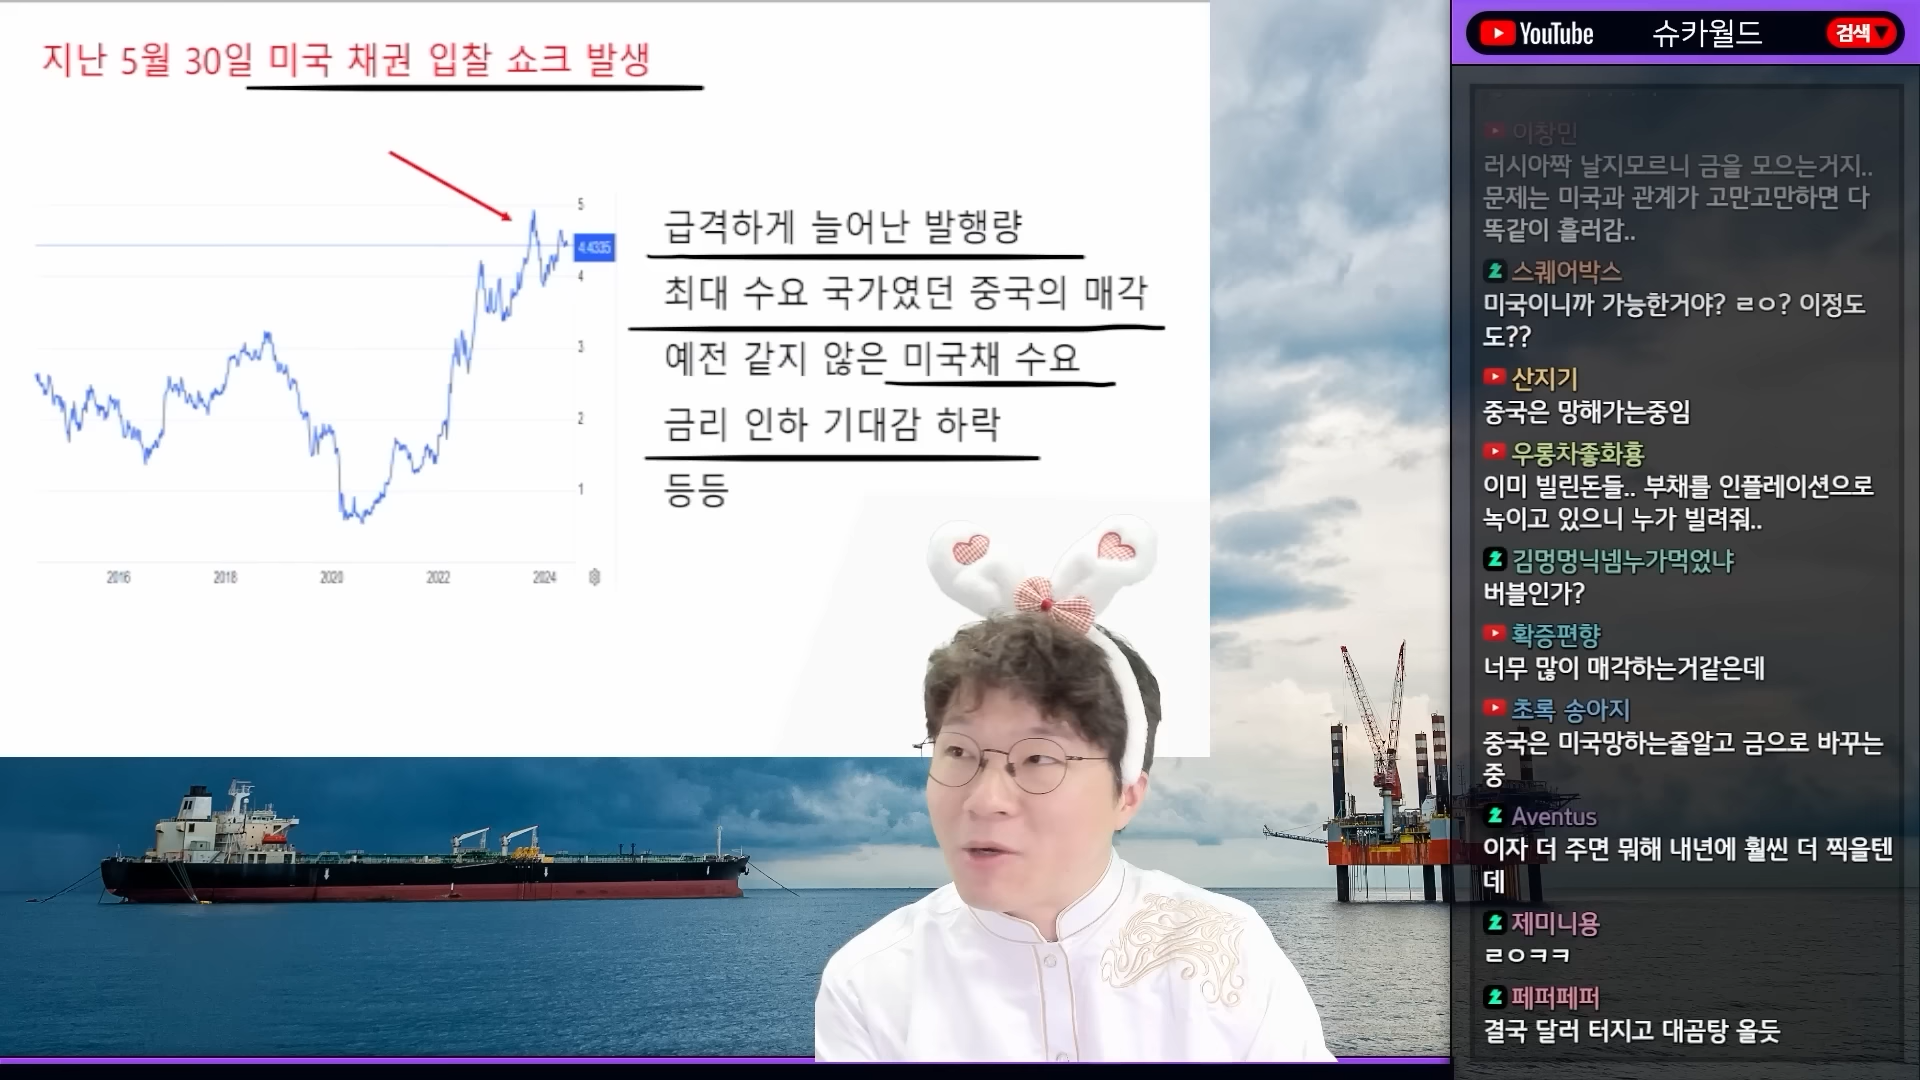 지난 5월 30일 미국 채권 입찰 쇼크 발생
5
4.4335
4
3
2
1
2016
2018
2020
2022
2024
급격하게 늘어난 발행량
최대 수요 국가였던 중국의 매각
예전 같지 않은 미국채 수요
금리 인하 기대감 하락
등등
YouTube
슈카월드
검색▼
이창민
러시아짝 날지모르니 금을 모으는거지..
문제는 미국과 관계가 고만고만하면 다
똑같이 흘러감..
스퀘어박스
미국이니까 가능한거야? ㄹㅇ? 이정도
도??
산지기
중국은 망해가는중임
우롱차좋화횽
이미 빌린돈들.. 부채를 인플레이션으로
녹이고 있으니 누가 빌려줘..
김멍멍닉넴누가먹었냐
버블인가?
확증편향
너무 많이 매각하는거같은데
초록 송아지
중국은 미국망하는줄알고 금으로 바꾸는
중
Aventus
이자 더 주면 뭐해 내년에 훨씬 더 찍을텐
데
제미니용
ㄹㅇㅋㅋ
페퍼페퍼
결국 달러 터지고 대곰탕 올듯